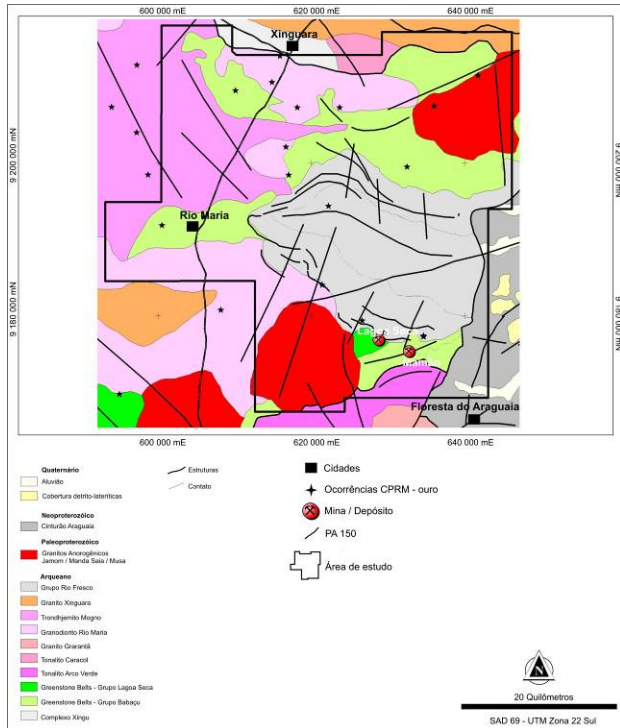 600 000 mE 620 000 mE 640 000 mE
Xinguara
9 200 000 mN
9 200 000 mN
Rio Maria
9 180 000 mN
9 180 000 mN
Lagoa Seca
Mamão
Floresta do Araguaia
600 000 mE 620 000 mE 640 000 mE
Quaternário
Aluvião
Cobertura detrito-lateríticas
Neoproterozóico
Cinturão Araguaia
Paleoproterozóico
Granitos Anorogênicos
Jamom / Manda Saia / Musa
Arqueano
Grupo Rio Fresco
Granito Xinguara
Trondhjemito Mogno
Granodiorito Rio Maria
Granito Guarantã
Tonalito Caracol
Tonalito Arco Verde
Greenstone Belts - Grupo Lagoa Seca
Greenstone Belts - Grupo Babaçu
Complexo Xingu
Estruturas
Contato
Cidades
Ocorrências CPRM - ouro
Mina / Depósito
PA 150
Área de estudo
N
20 Quilômetros
SAD 69 - UTM Zona 22 Sul